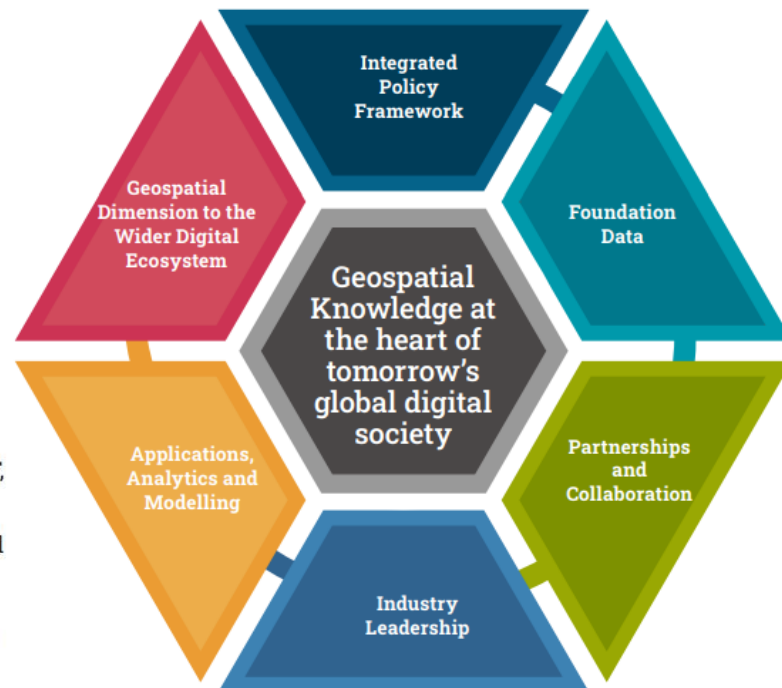 Integrated
Policy
Framework
Geospatial
Dimension to the
Wider Digital
Ecosystem
Foundation
Data
Geospatial
Knowledge at
the heart of
tomorrow's
global digital
society
Applications,
Analytics and
Modelling
Partnerships
and
Collaboration
Industry
Leadership